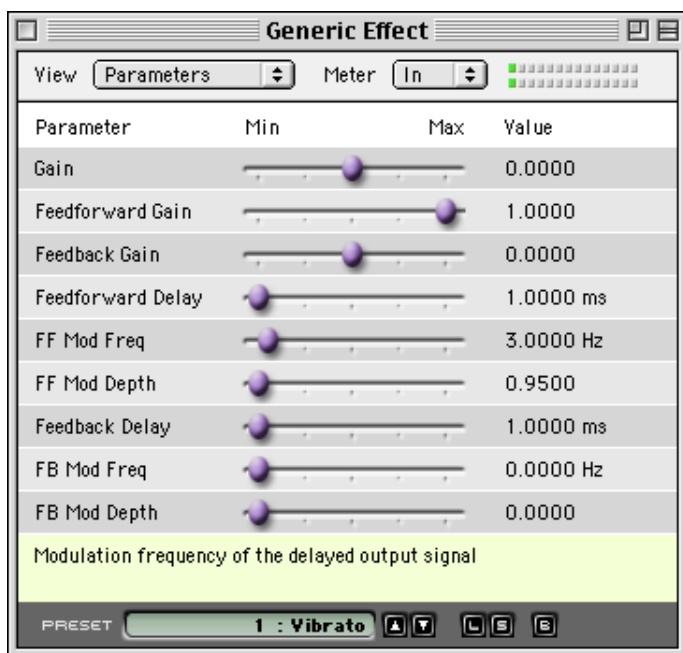 Generic Effect
View Parameters Meter In
Parameter Min Max Value
Gain 0.0000
Feedforward Gain 1.0000
Feedback Gain 0.0000
Feedforward Delay 1.0000 ms
FF Mod Freq 3.0000 Hz
FF Mod Depth 0.9500
Feedback Delay 1.0000 ms
FB Mod Freq 0.0000 Hz
FB Mod Depth 0.0000
Modulation frequency of the delayed output signal
PRESET 1 : Vibrato L S B